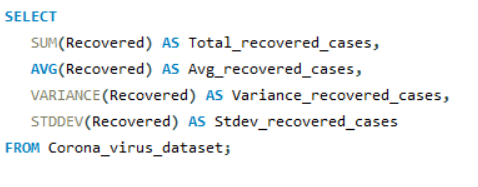 SELECT
SUM(Recovered) AS Total_recovered_cases,
AVG(Recovered) AS Avg_recovered_cases,
VARIANCE(Recovered) AS Variance_recovered_cases,
STDDEV(Recovered) AS Stdev_recovered_cases
FROM Corona_virus_dataset;